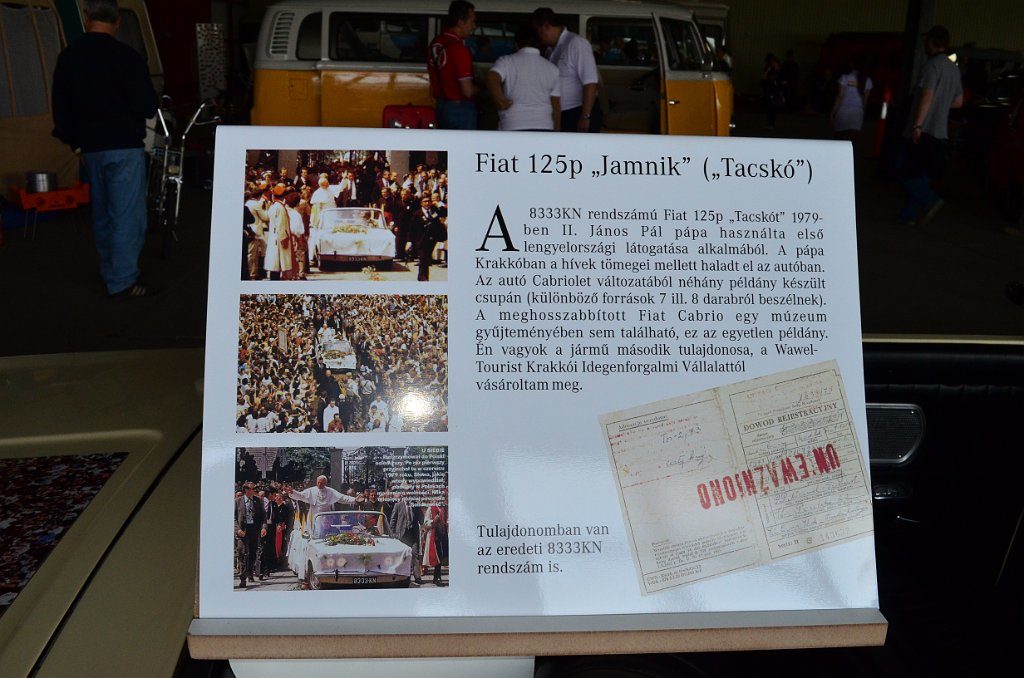 Fiat 125p „Jamnik” („Tacskó”)
A 8333KN rendszámú Fiat 125p „Tacskót” 1979-
ben II. János Pál pápa használta első
lengyelországi látogatása alkalmából. A pápa
Krakkóban a hívek tömegei mellett haladt el az autóban.
Az autó Cabriolet változatából néhány példány készült
csupán (különböző források 7 ill. 8 darabról beszélnek).
A meghosszabbított Fiat Cabrio egy múzeum
gyűjteményében sem található, ez az egyetlen példány.
Én vagyok a jármű második tulajdonosa, a Wawel-
Tourist Krakkói Idegenforgalmi Vállalattól
vásároltam meg.
Tulajdonomban van
az eredeti 8333KN
rendszám is.
DOWÓD REJESTRACYJNY
UNIEWAŻNIONO
8333-KN